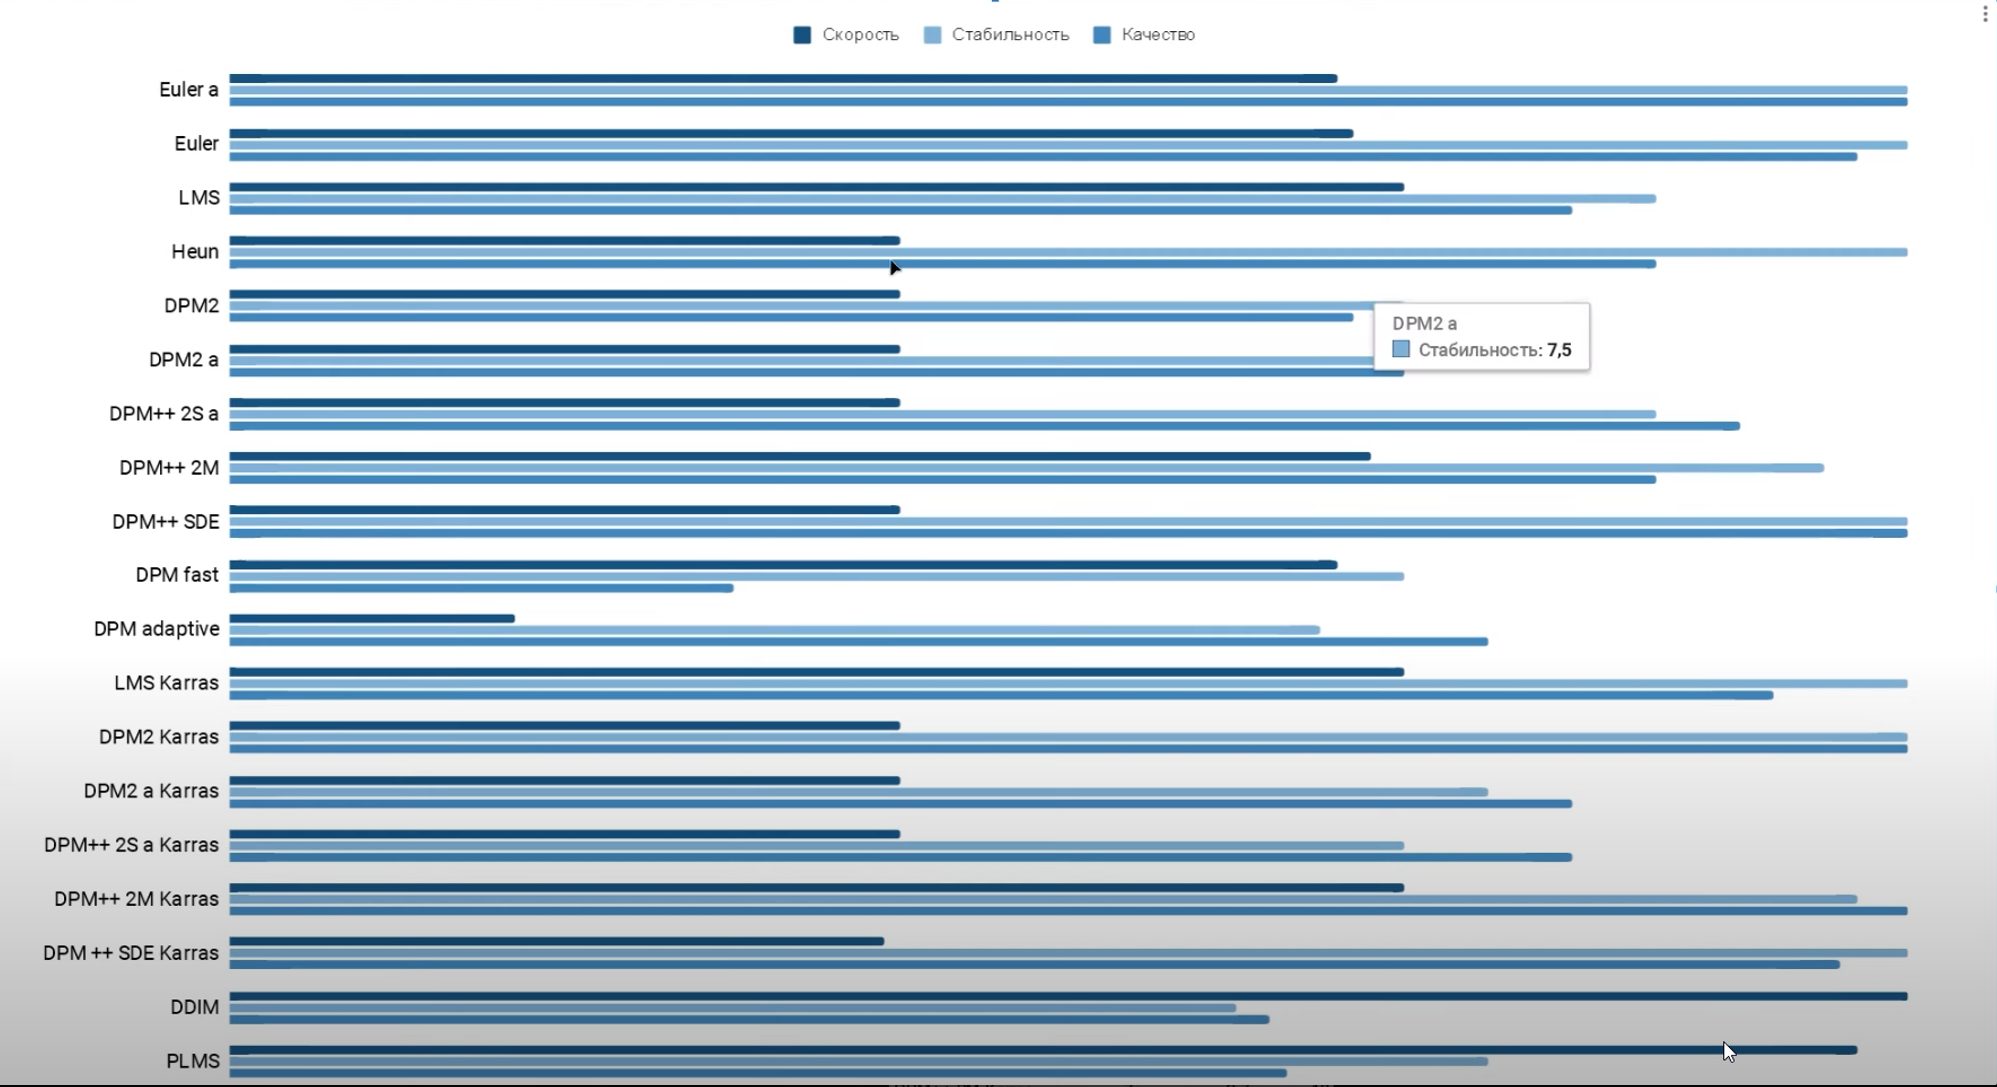 Скорость Стабильность Качество
Euler a
Euler
LMS
Heun
DPM2
DPM2 a
Стабильность: 7,5
DPM2 a
DPM++ 2S a
DPM++ 2M
DPM++ SDE
DPM fast
DPM adaptive
LMS Karras
DPM2 Karras
DPM2 a Karras
DPM++ 2S a Karras
DPM++ 2M Karras
DPM ++ SDE Karras
DDIM
PLMS